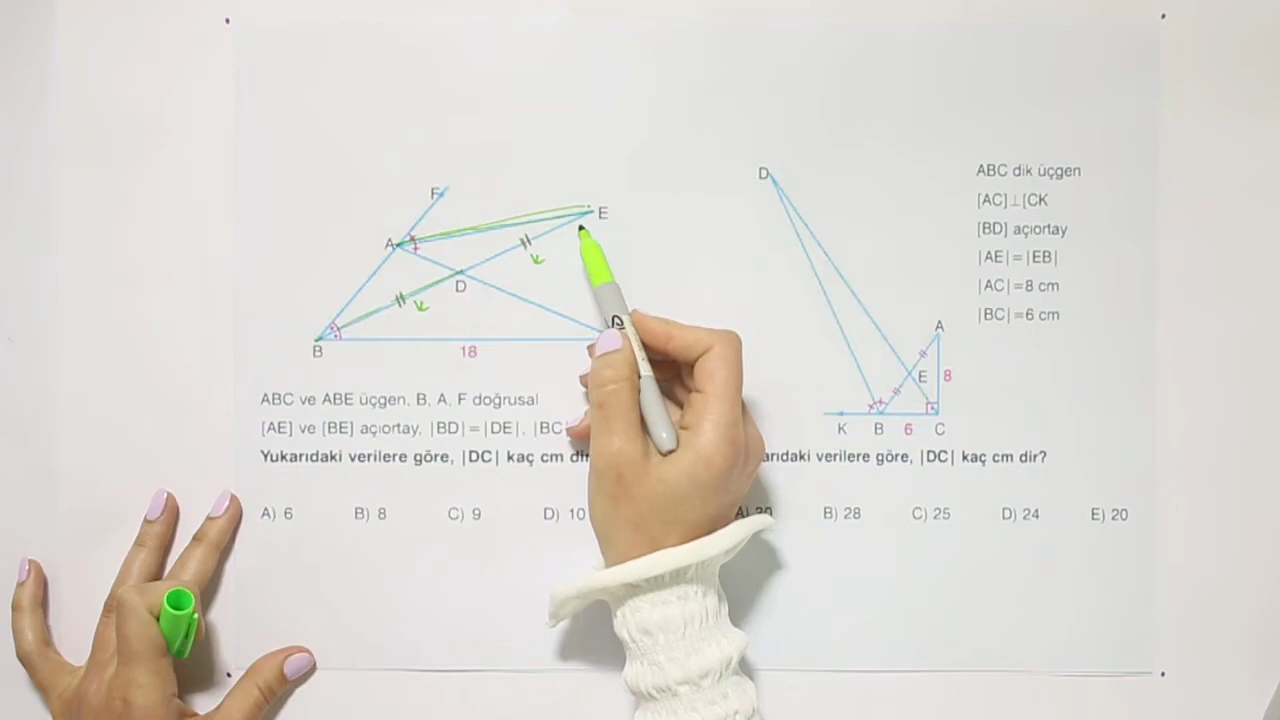 F
A
E
D
B
18
ABC ve ABE üçgen, B, A, F doğrusal
[AE] ve [BE] açıortay, |BD|=|DE|, |BC
Yukarıdaki verilere göre, |DC| kaç cm dir
A) 6 B) 8 C) 9 D) 10
D
A
E
8
K B 6 C
ABC dik üçgen
[AC]⊥[CK
[BD] açıortay
|AE|=|EB|
|AC|=8 cm
|BC|=6 cm
arıdaki verilere göre, |DC| kaç cm dir?
A) 30 B) 28 C) 25 D) 24 E) 20